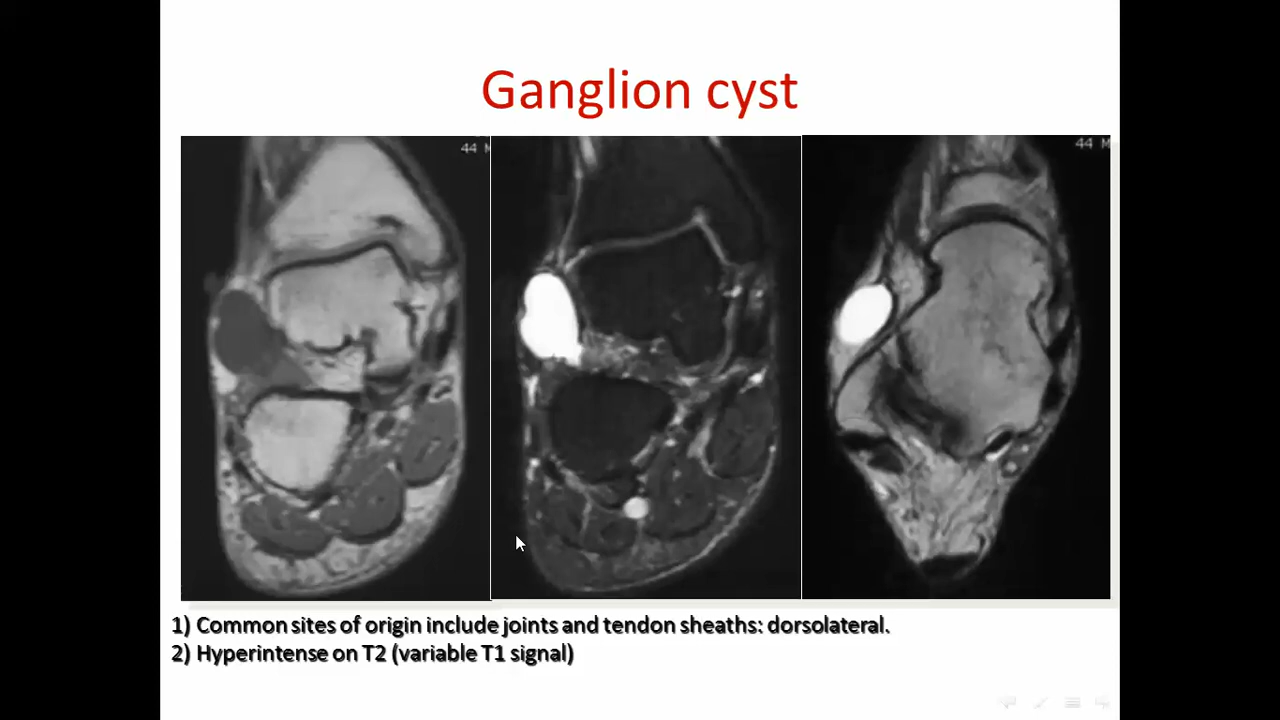 Ganglion cyst
44 M
44 M
1) Common sites of origin include joints and tendon sheaths: dorsolateral.
2) Hyperintense on T2 (variable T1 signal)